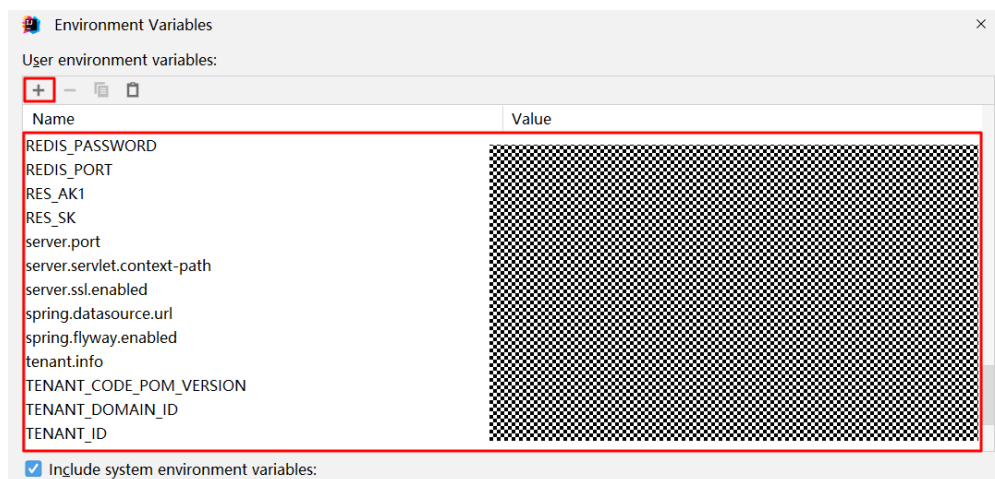 Environment Variables
User environment variables:
Name Value
REDIS_PASSWORD
REDIS_PORT
RES_AK1
RES_SK
server.port
server.servlet.context-path
server.ssl.enabled
spring.datasource.url
spring.flyway.enabled
tenant.info
TENANT_CODE_POM_VERSION
TENANT_DOMAIN_ID
TENANT_ID
Include system environment variables: